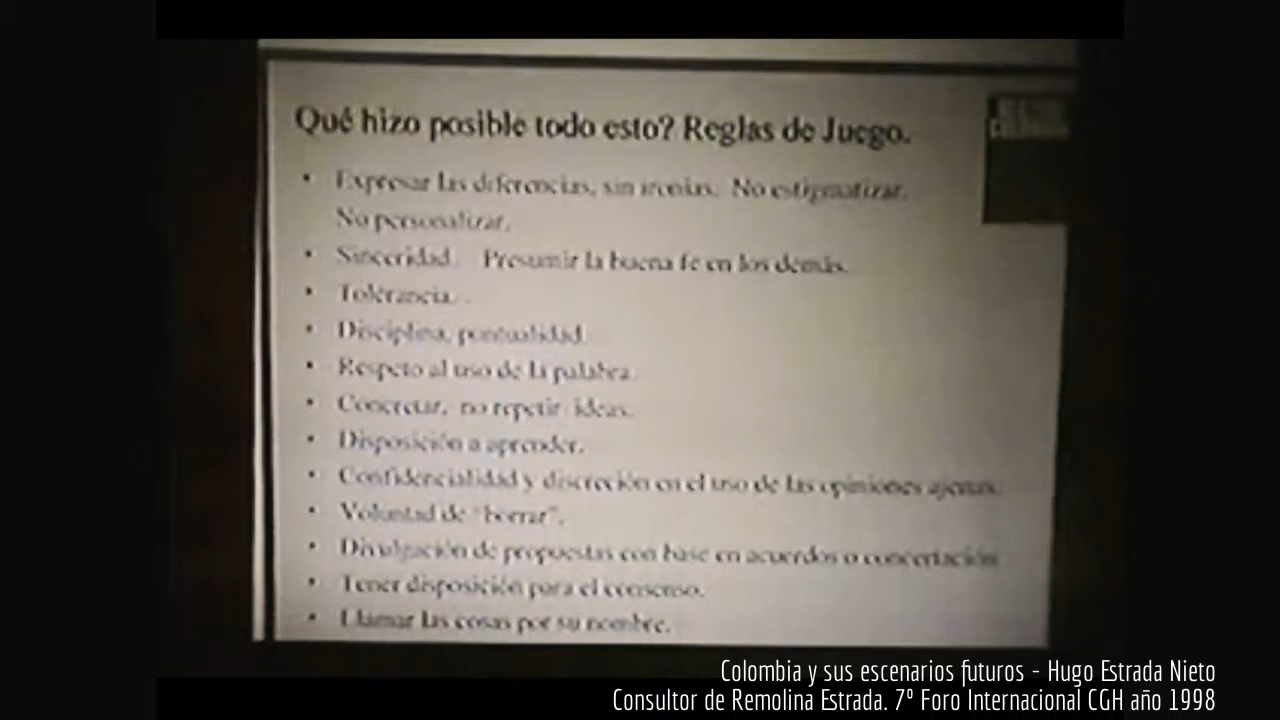 Qué hizo posible todo esto? Reglas de Juego.
• Expresar las diferencias, sin ironías. No estigmatizar.
No personalizar.
• Sinceridad. Presumir la buena fe en los demás.
• Tolerancia.
• Disciplina, puntualidad.
• Respeto al uso de la palabra.
• Concretar, no repetir ideas.
• Disposición a aprender.
• Confidencialidad y discreción en el uso de las opiniones ajenas.
• Voluntad de "borrar".
• Divulgación de propuestas con base en acuerdos o concertación
• Tener disposición para el consenso.
• Llamar las cosas por su nombre.
Colombia y sus escenarios futuros - Hugo Estrada Nieto
Consultor de Remolina Estrada. 7º Foro Internacional CGH año 1998